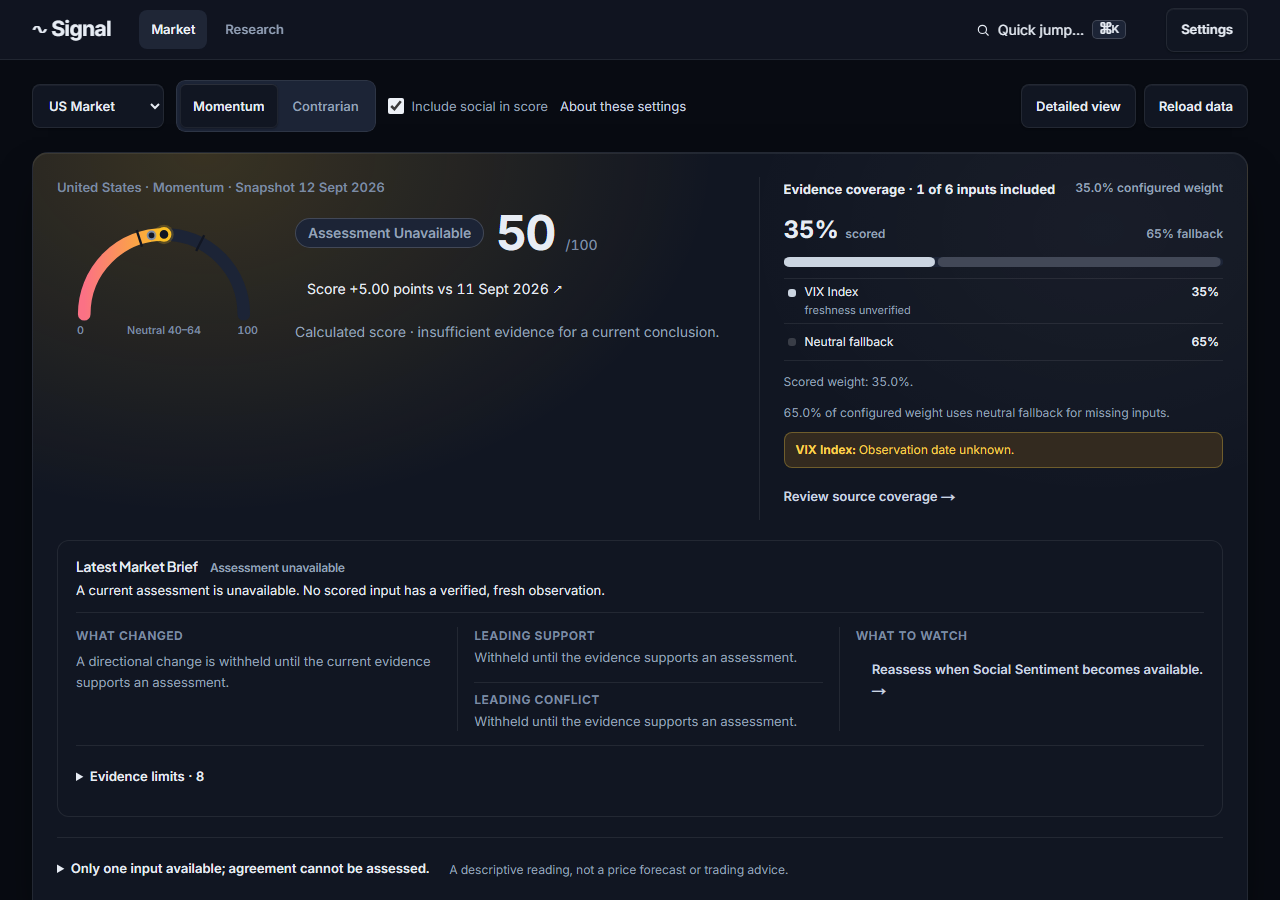 Signal
Market
Research
Quick jump...
⌘K
Settings
US Market
Momentum
Contrarian
Include social in score
About these settings
Detailed view
Reload data
United States · Momentum · Snapshot 12 Sept 2026
0
Neutral 40–64
100
Assessment Unavailable
50 /100
Score +5.00 points vs 11 Sept 2026 ↗
Calculated score · insufficient evidence for a current conclusion.
Evidence coverage · 1 of 6 inputs included
35.0% configured weight
35% scored
65% fallback
VIX Index
35%
freshness unverified
Neutral fallback
65%
Scored weight: 35.0%.
65.0% of configured weight uses neutral fallback for missing inputs.
VIX Index: Observation date unknown.
Review source coverage →
Latest Market Brief
Assessment unavailable
A current assessment is unavailable. No scored input has a verified, fresh observation.
WHAT CHANGED
A directional change is withheld until the current evidence
supports an assessment.
LEADING SUPPORT
Withheld until the evidence supports an assessment.
LEADING CONFLICT
Withheld until the evidence supports an assessment.
WHAT TO WATCH
Reassess when Social Sentiment becomes available.
→
Evidence limits · 8
Only one input available; agreement cannot be assessed.
A descriptive reading, not a price forecast or trading advice.